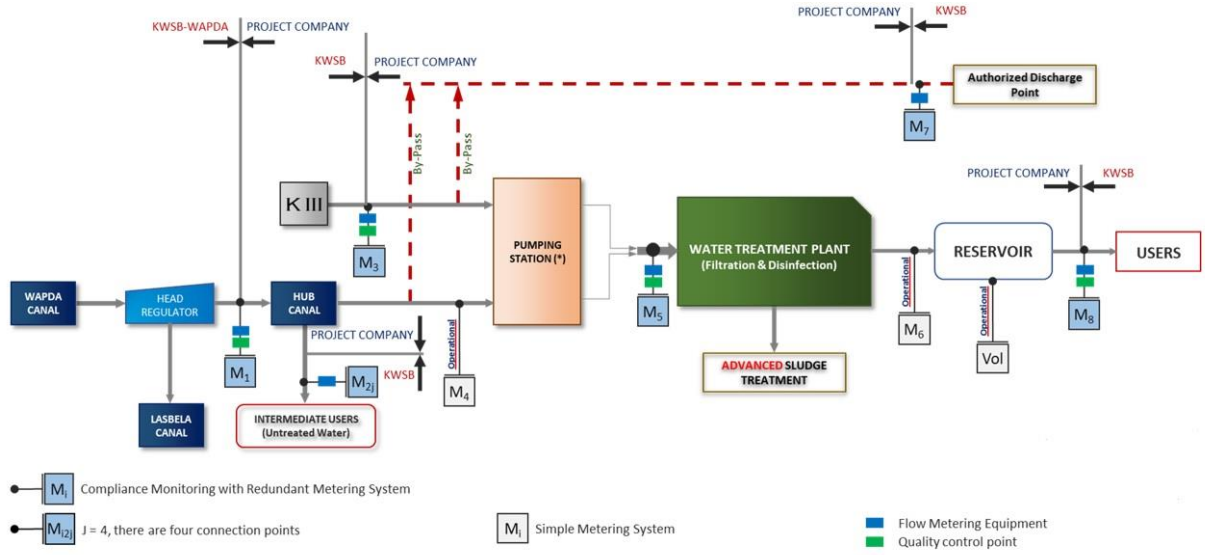 KWSB-WAPDA PROJECT COMPANY
KWSB PROJECT COMPANY
PROJECT COMPANY KWSB
Authorized Discharge
Point
M7
By-Pass
By-Pass
K III
M3
PUMPING
STATION (*)
WATER TREATMENT PLANT
(Filtration & Disinfection)
M5
PROJECT COMPANY KWSB
RESERVOIR
USERS
Operational
M6
Operational
Vol
M8
WAPDA
CANAL
HEAD
REGULATOR
HUB
CANAL
M1
PROJECT COMPANY
KWSB
M2j
Operational
M4
ADVANCED SLUDGE
TREATMENT
LASBELA
CANAL
INTERMEDIATE USERS
(Untreated Water)
Mi Compliance Monitoring with Redundant Metering System
Mi2j J = 4, there are four connection points
Mi Simple Metering System
Flow Metering Equipment
Quality control point